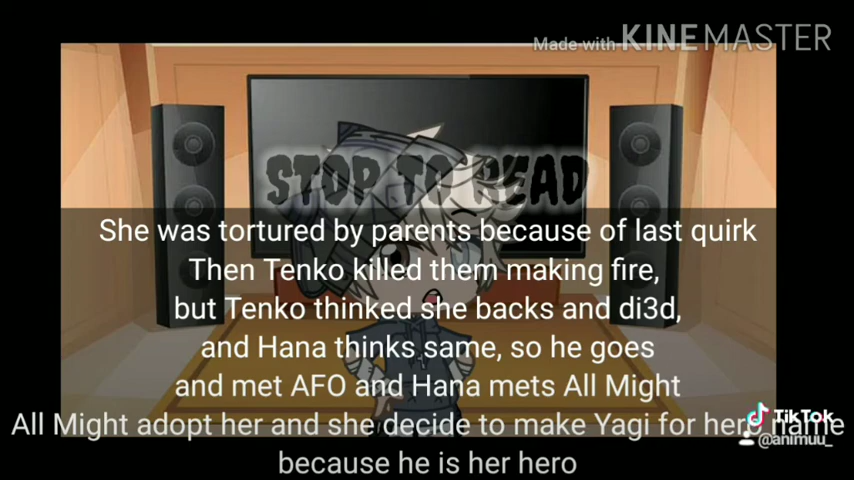 Made with KINEMASTER
STOP TO READ
She was tortured by parents because of last quirk
Then Tenko killed them making fire,
but Tenko thinked she backs and di3d,
and Hana thinks same, so he goes
and met AFO and Hana mets All Might
All Might adopt her and she decide to make Yagi for hero name
because he is her hero
TikTok
@animuu_